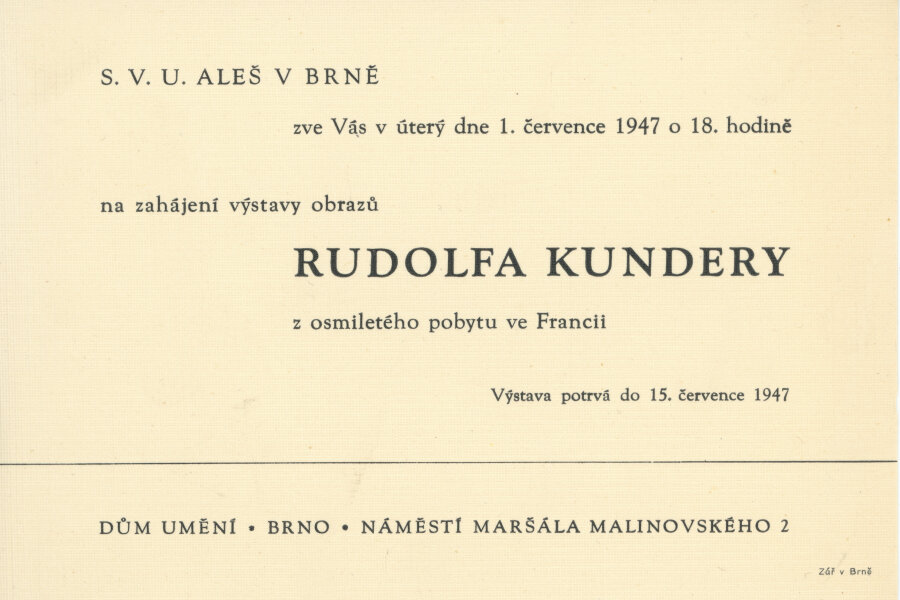 S. V. U. ALEŠ V BRNĚ
zve Vás v úterý dne 1. července 1947 o 18. hodině
na zahájení výstavy obrazů
RUDOLFA KUNDERY
z osmiletého pobytu ve Francii
Výstava potrvá do 15. července 1947
DŮM UMĚNÍ • BRNO • NÁMĚSTÍ MARŠÁLA MALINOVSKÉHO 2
Zář v Brně